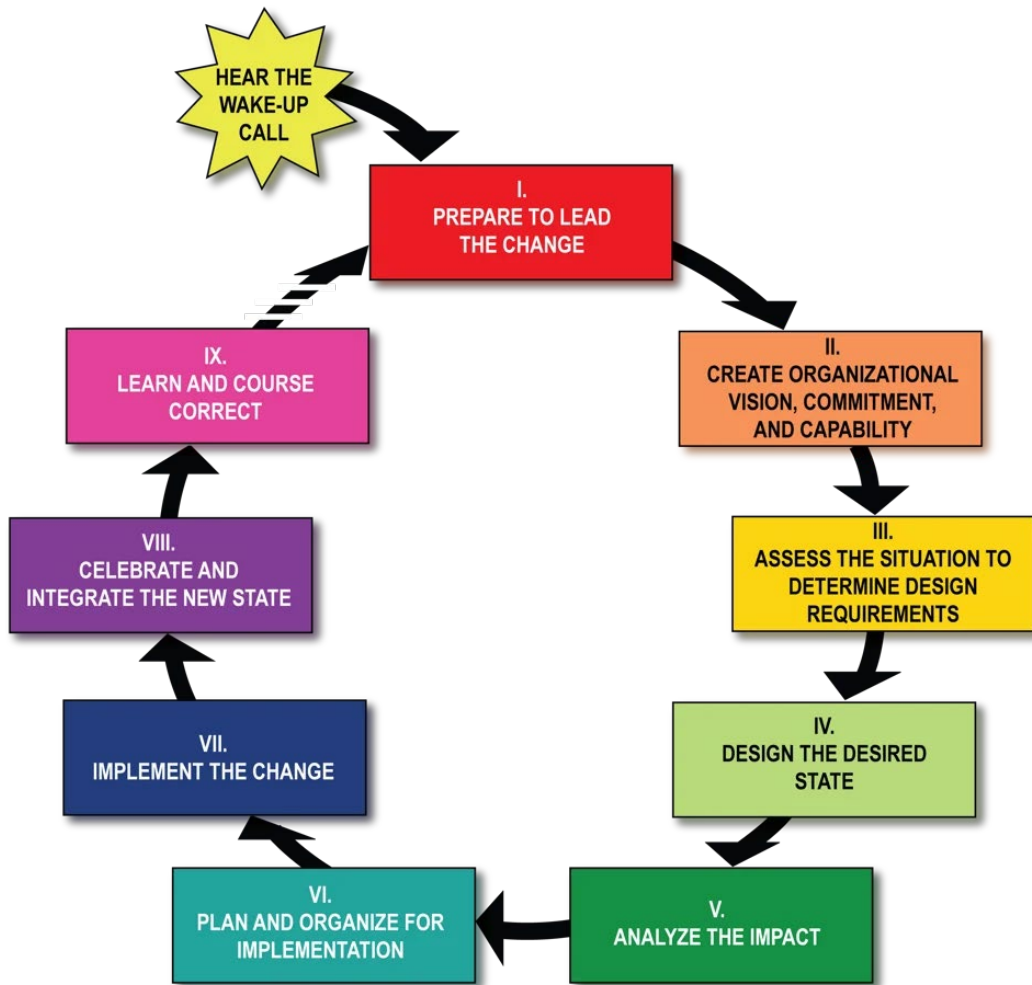 HEAR THE
WAKE-UP
CALL
I.
PREPARE TO LEAD
THE CHANGE
II.
CREATE ORGANIZATIONAL
VISION, COMMITMENT,
AND CAPABILITY
III.
ASSESS THE SITUATION TO
DETERMINE DESIGN
REQUIREMENTS
IV.
DESIGN THE DESIRED
STATE
V.
ANALYZE THE IMPACT
VI.
PLAN AND ORGANIZE FOR
IMPLEMENTATION
VII.
IMPLEMENT THE CHANGE
VIII.
CELEBRATE AND
INTEGRATE THE NEW STATE
IX.
LEARN AND COURSE
CORRECT